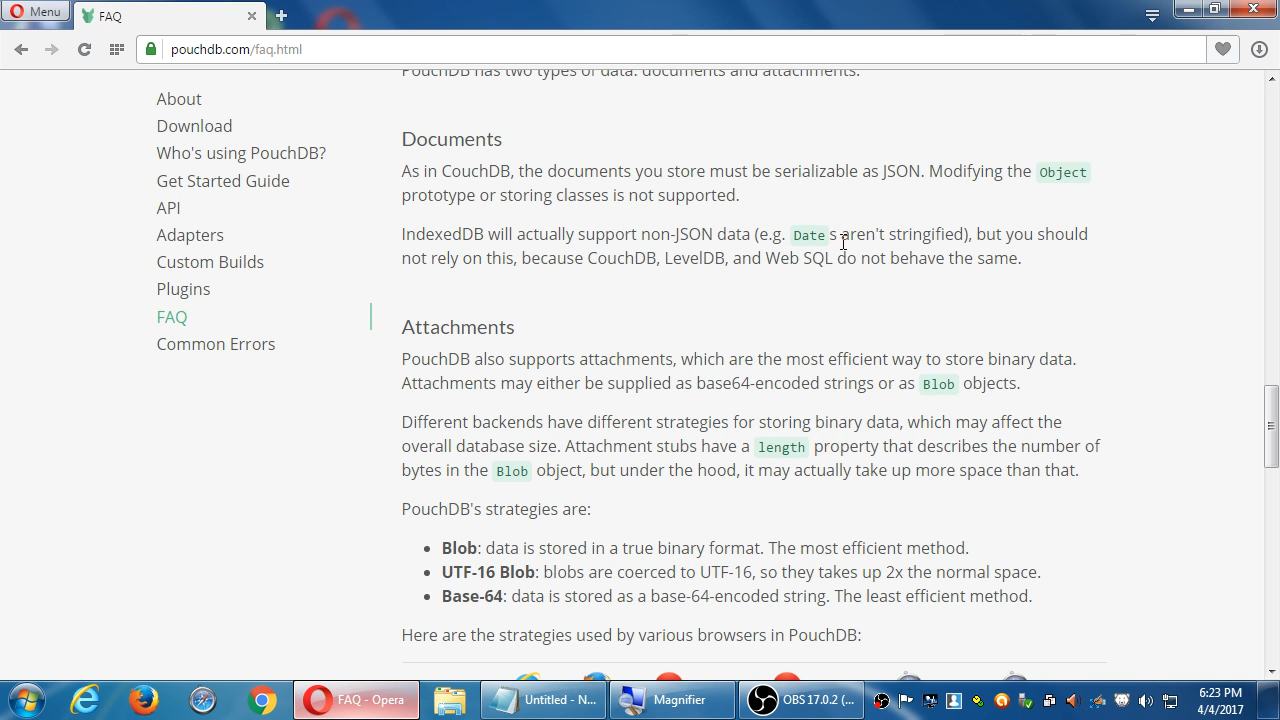 Menu
FAQ
pouchdb.com/faq.html
PouchDB has two types of data: documents and attachments.
About
Download
Who's using PouchDB?
Get Started Guide
API
Adapters
Custom Builds
Plugins
FAQ
Common Errors
Documents
As in CouchDB, the documents you store must be serializable as JSON. Modifying the Object
prototype or storing classes is not supported.
IndexedDB will actually support non-JSON data (e.g. Dates aren't stringified), but you should
not rely on this, because CouchDB, LevelDB, and Web SQL do not behave the same.
Attachments
PouchDB also supports attachments, which are the most efficient way to store binary data.
Attachments may either be supplied as base64-encoded strings or as Blob objects.
Different backends have different strategies for storing binary data, which may affect the
overall database size. Attachment stubs have a length property that describes the number of
bytes in the Blob object, but under the hood, it may actually take up more space than that.
PouchDB's strategies are:
• Blob: data is stored in a true binary format. The most efficient method.
• UTF-16 Blob: blobs are coerced to UTF-16, so they takes up 2x the normal space.
• Base-64: data is stored as a base-64-encoded string. The least efficient method.
Here are the strategies used by various browsers in PouchDB:
FAQ - Opera
Untitled - N...
Magnifier
OBS 17.0.2 (...
6:23 PM
4/4/2017